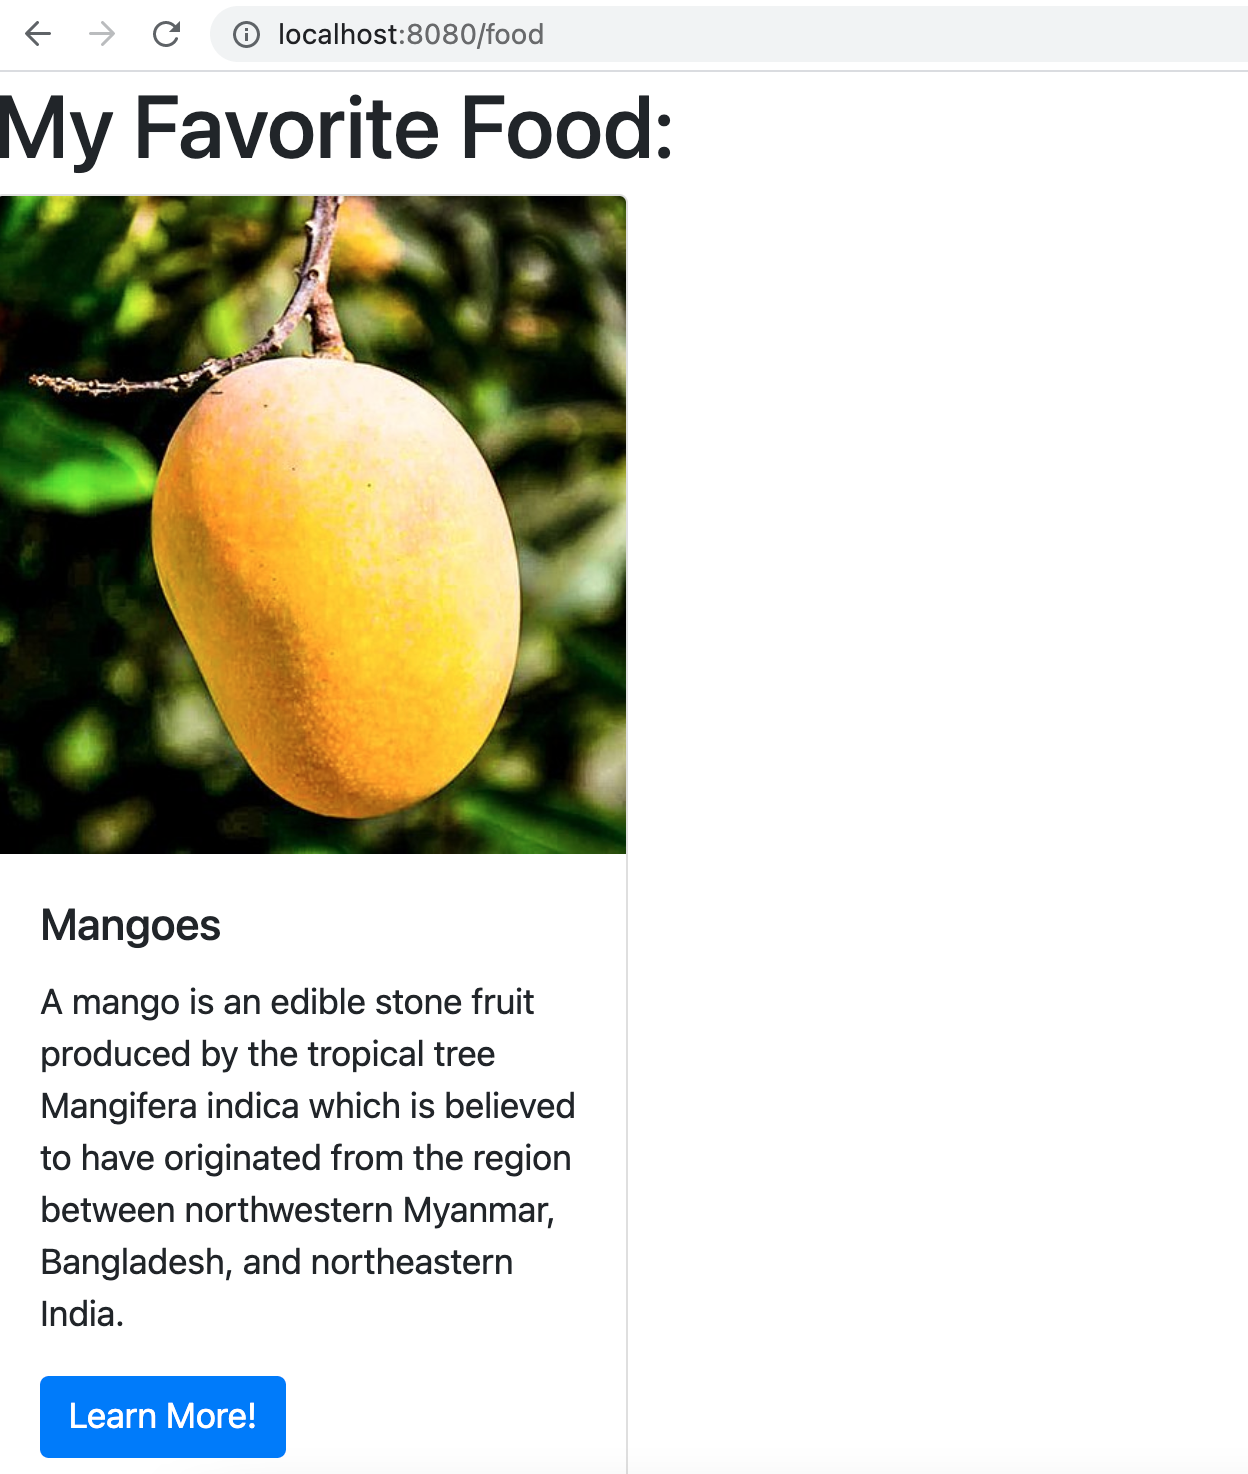 localhost:8080/food
My Favorite Food:
Mangoes
A mango is an edible stone fruit
produced by the tropical tree
Mangifera indica which is believed
to have originated from the region
between northwestern Myanmar,
Bangladesh, and northeastern
India.
Learn More!